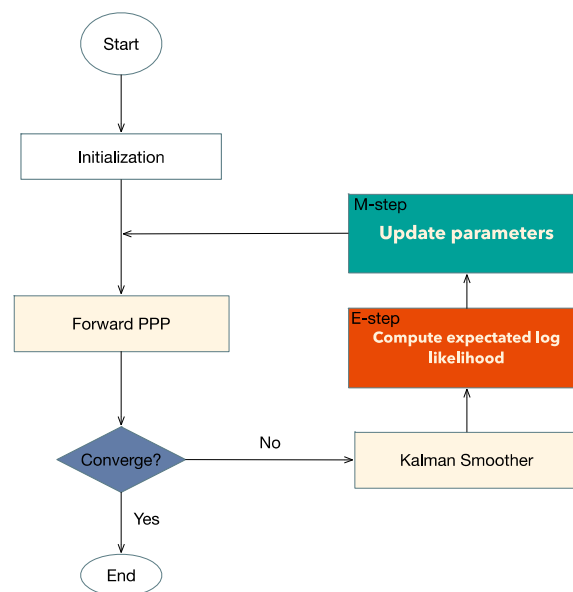 Start
Initialization
M-step
Update parameters
Forward PPP
E-step
Compute expectated log
likelihood
Converge?
No
Kalman Smoother
Yes
End